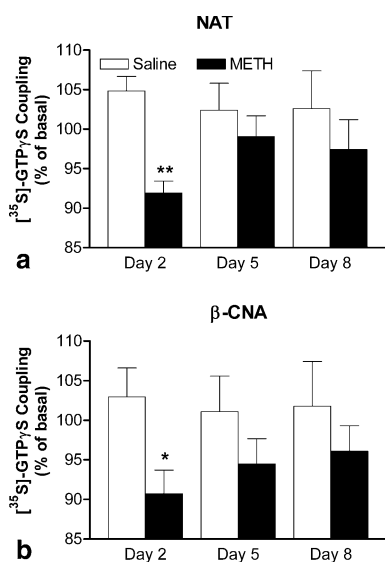 NAT
Saline METH
[35S]-GTPγS Coupling
(% of basal)
110
105
100
95
90
85
**
a
Day 2 Day 5 Day 8
β-CNA
[35S]-GTPγS Coupling
(% of basal)
110
105
100
95
90
85
*
b
Day 2 Day 5 Day 8